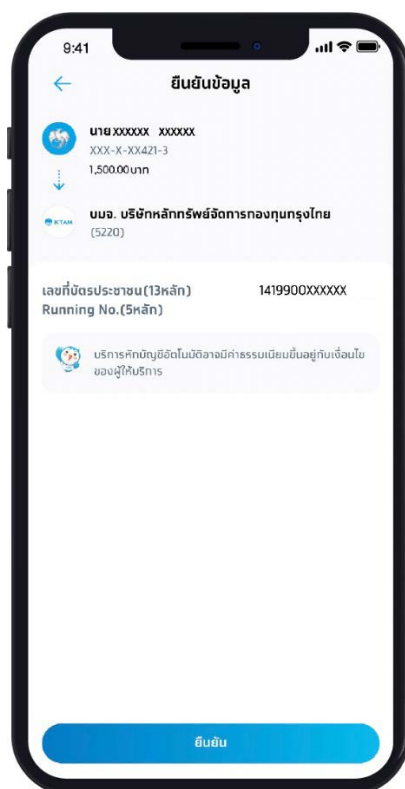 9:41
ยืนยันข้อมูล
นาย XXXXXX XXXXXX
XXX-X-XX421-3
1,500.00 บาท
KTAM
บมจ. บริษัทหลักทรัพย์จัดการกองทุนกรุงไทย
(5220)
เลขที่บัตรประชาชน(13หลัก) 1419900XXXXXX
Running No.(5หลัก)
บริการหักบัญชีอัตโนมัติอาจมีค่าธรรมเนียมขึ้นอยู่กับเงื่อนไข
ของผู้ให้บริการ
ยืนยัน